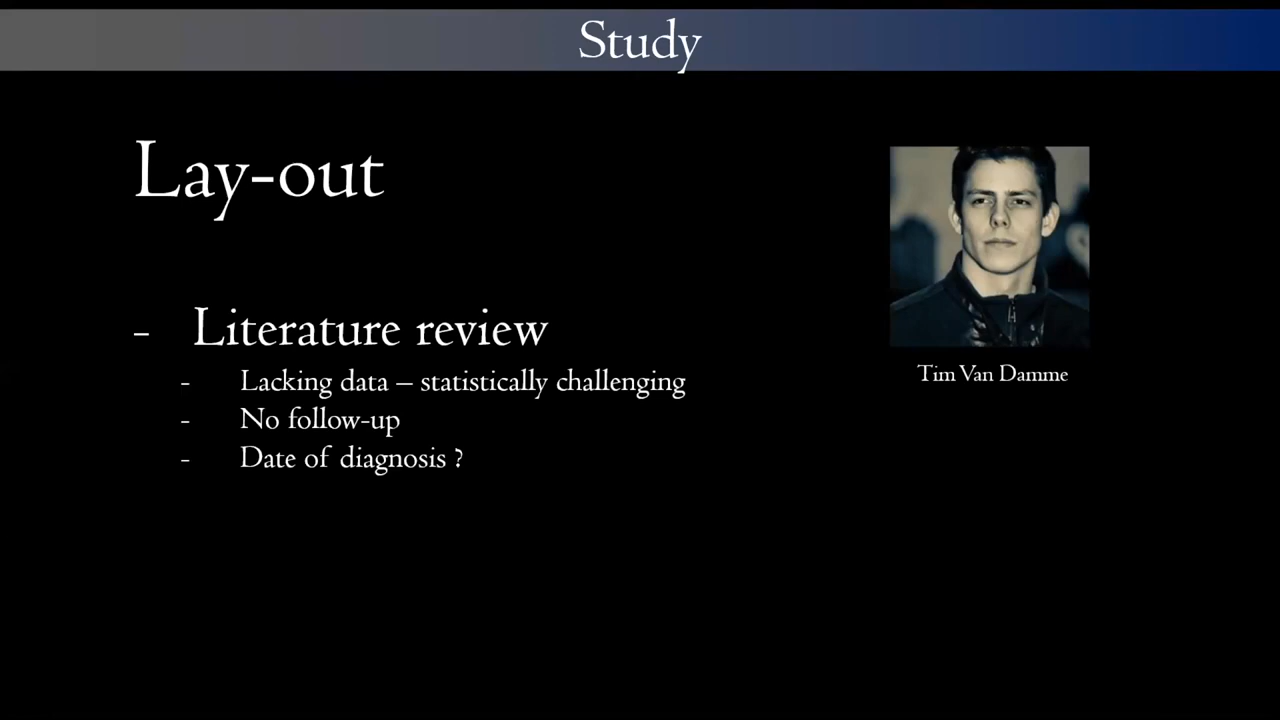 Study
Lay-out
- Literature review
- Lacking data – statistically challenging
- No follow-up
- Date of diagnosis ?
Tim Van Damme